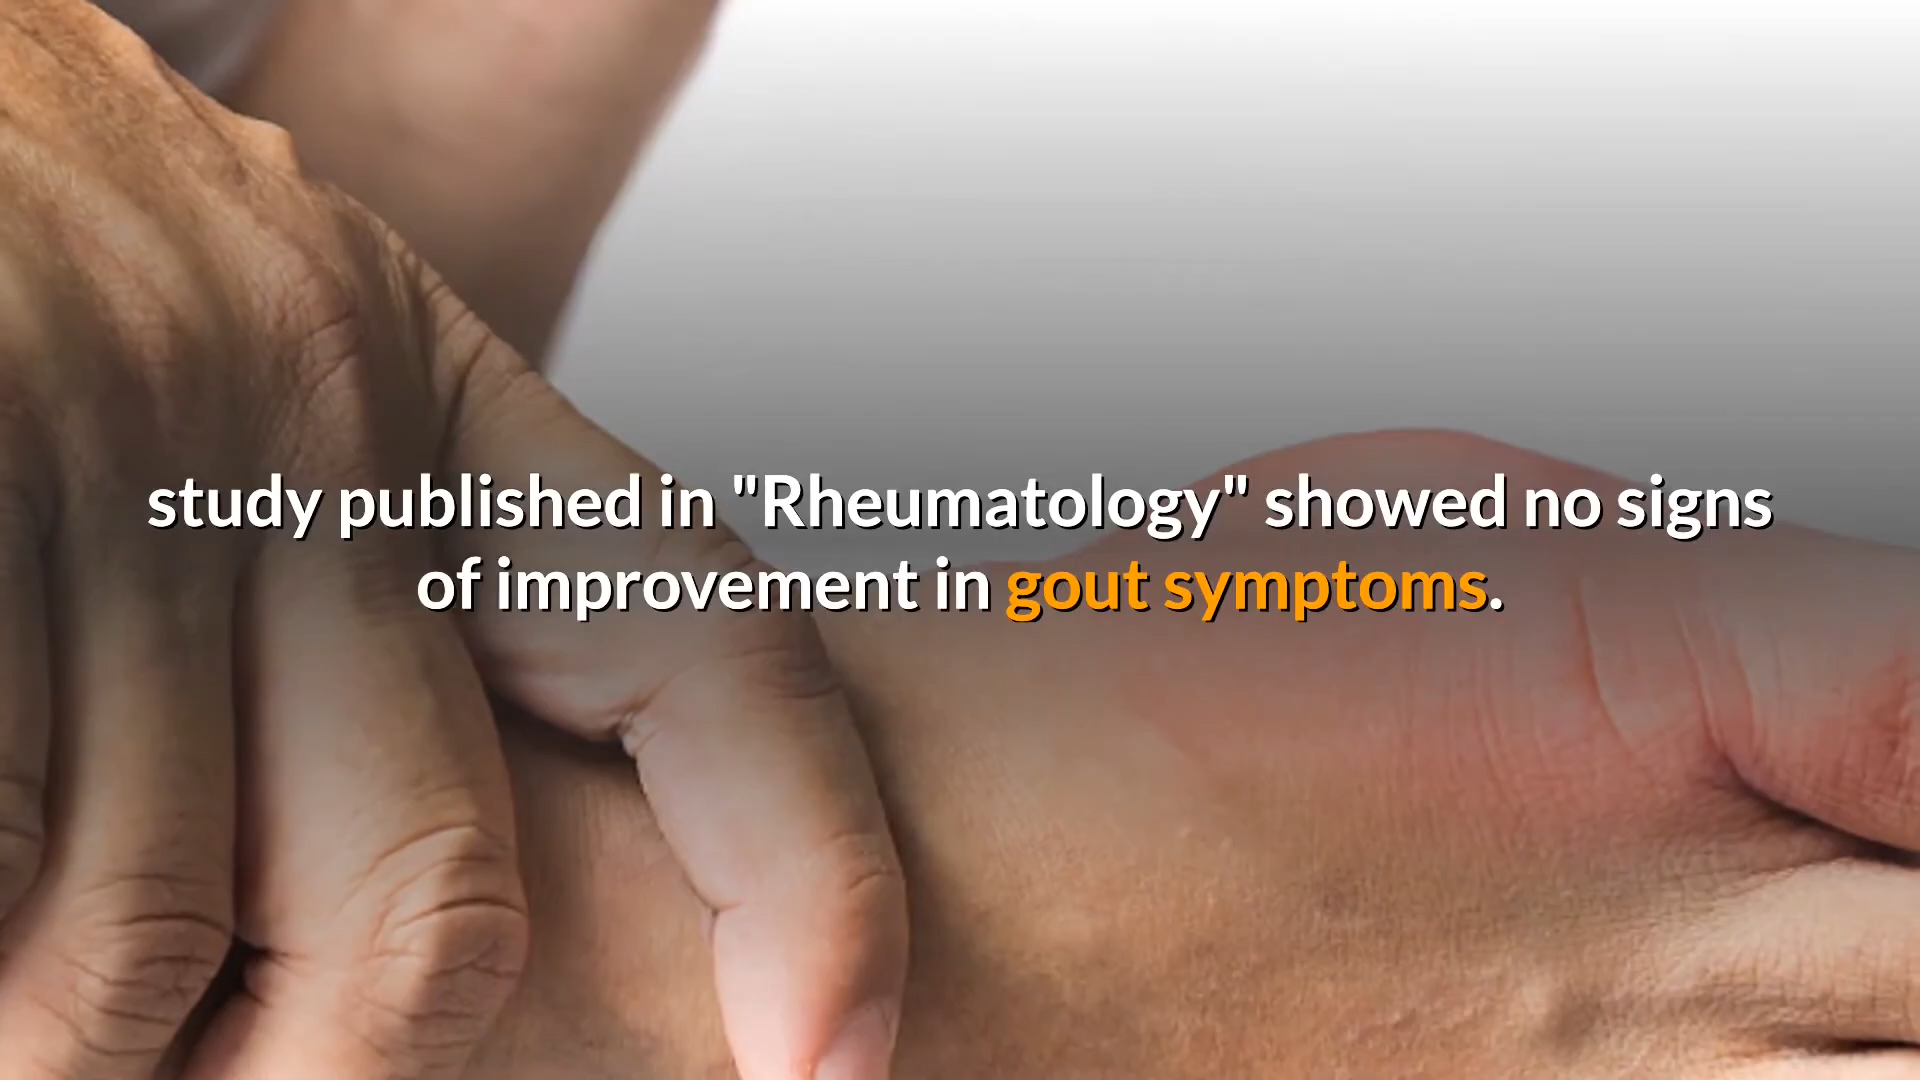 study published in "Rheumatology" showed no signs
of improvement in gout symptoms.